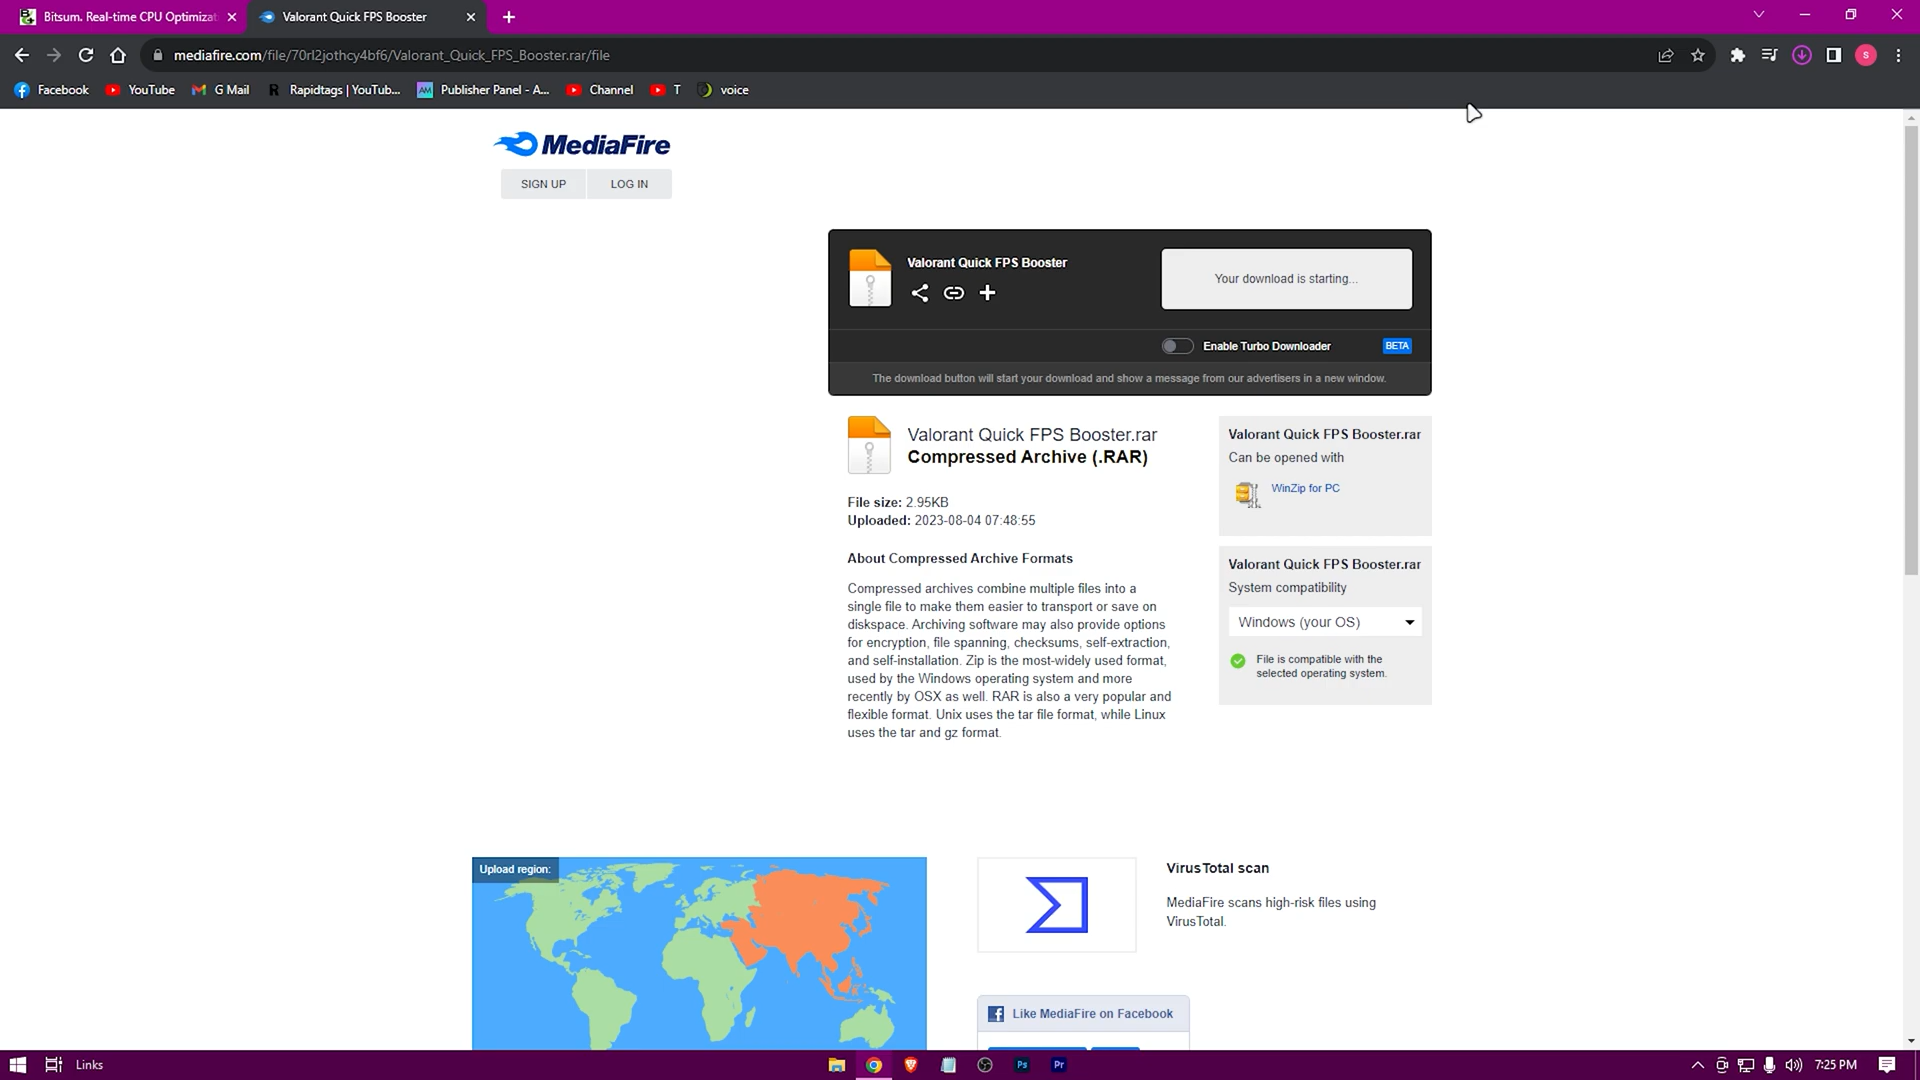 Bitsum. Real-time CPU Optimizat
Valorant Quick FPS Booster
mediafire.com/file/70rl2jothcy4bf6/Valorant_Quick_FPS_Booster.rar/file
S
Facebook
YouTube
G Mail
R
Rapidtags | YouTub...
AM
Publisher Panel - A...
Channel
T
voice
MediaFire
SIGN UP
LOG IN
Valorant Quick FPS Booster
Your download is starting...
Enable Turbo Downloader
BETA
The download button will start your download and show a message from our advertisers in a new window.
Valorant Quick FPS Booster.rar
Compressed Archive (.RAR)
File size: 2.95KB
Uploaded: 2023-08-04 07:48:55
About Compressed Archive Formats
Compressed archives combine multiple files into a
single file to make them easier to transport or save on
diskspace. Archiving software may also provide options
for encryption, file spanning, checksums, self-extraction,
and self-installation. Zip is the most-widely used format,
used by the Windows operating system and more
recently by OSX as well. RAR is also a very popular and
flexible format. Unix uses the tar file format, while Linux
uses the tar and gz format.
Valorant Quick FPS Booster.rar
Can be opened with
WinZip for PC
Valorant Quick FPS Booster.rar
System compatibility
Windows (your OS)
File is compatible with the
selected operating system.
Upload region:
VirusTotal scan
MediaFire scans high-risk files using
VirusTotal.
Like MediaFire on Facebook
Links
Ps
Pr
7:25 PM